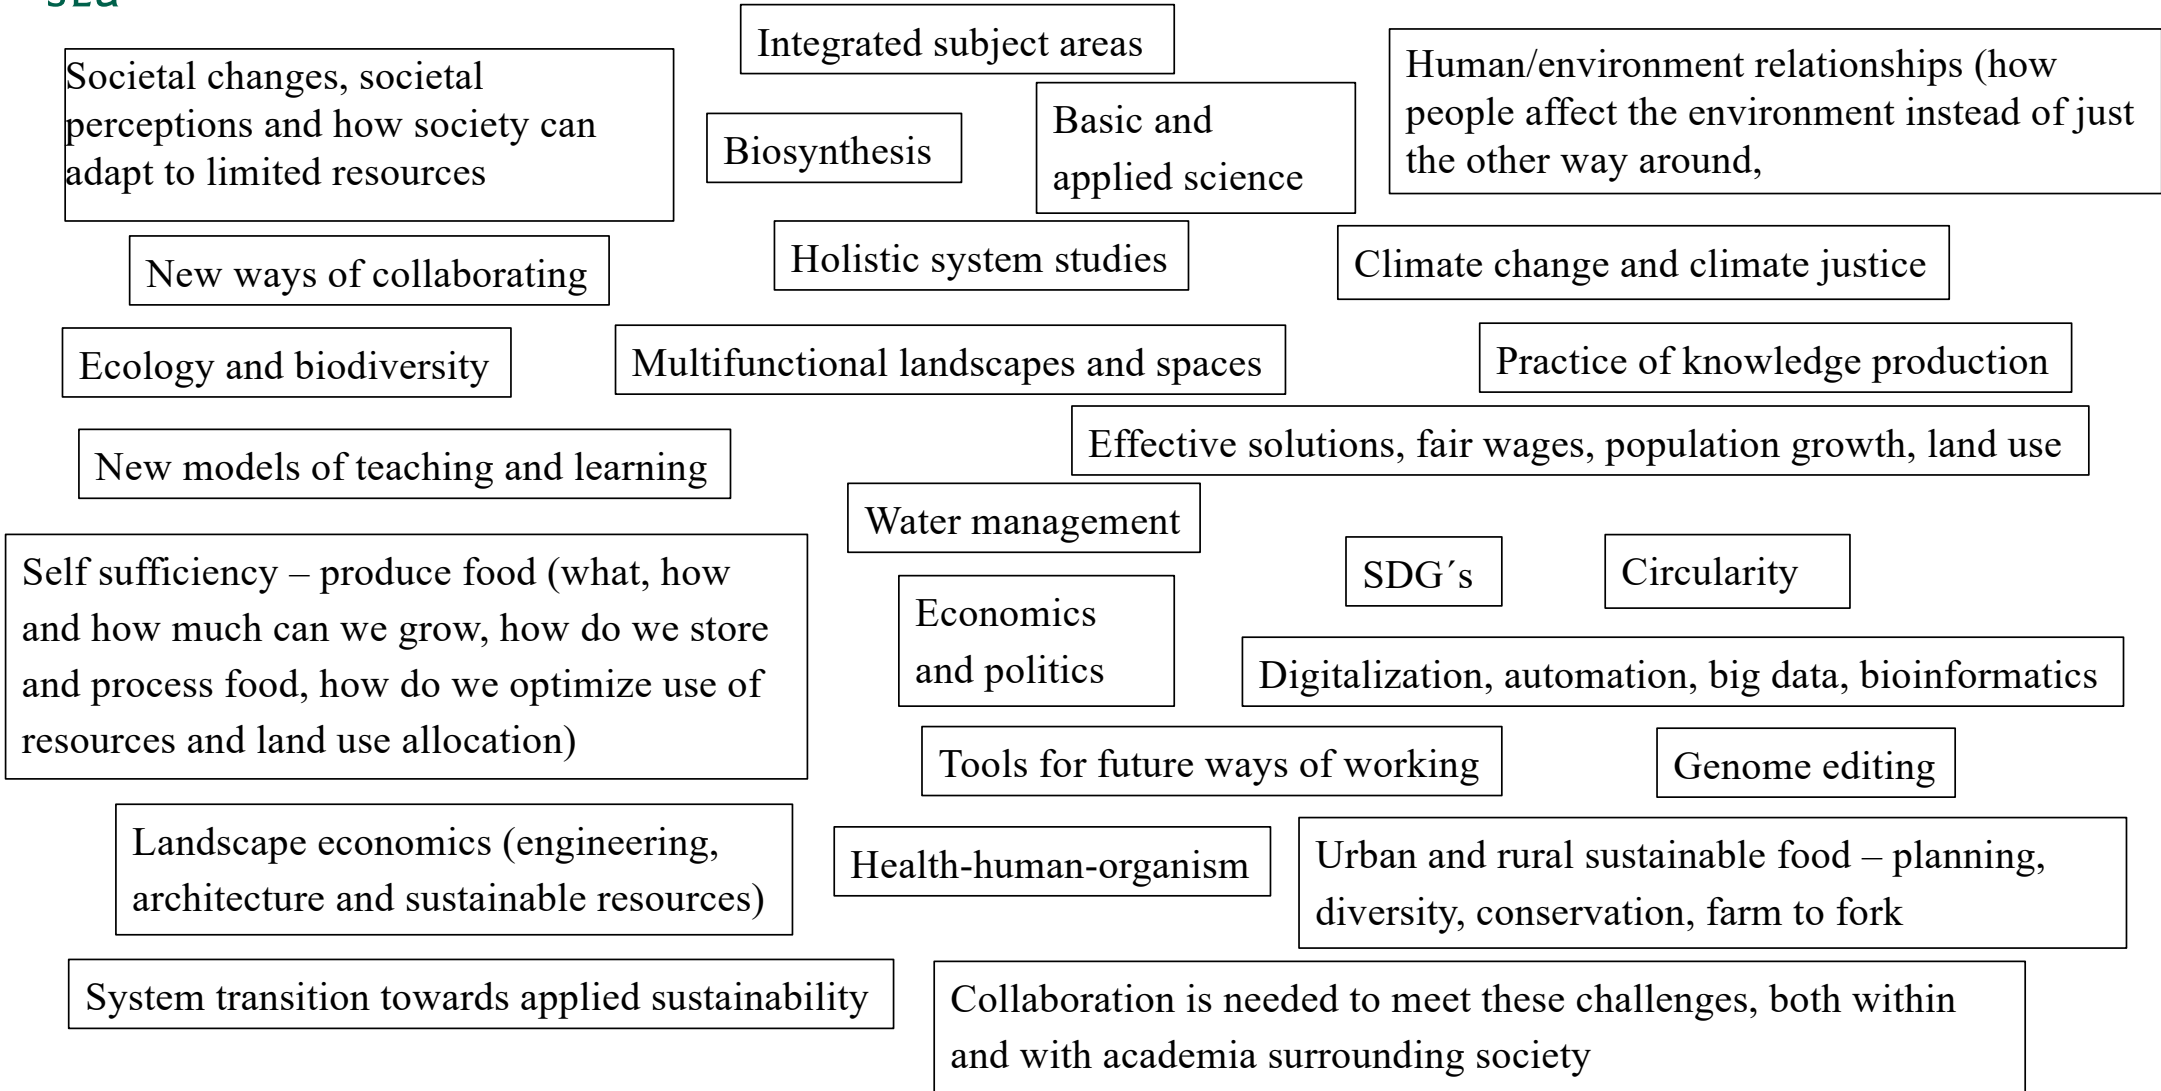 SLU
Integrated subject areas
Societal changes, societal
perceptions and how society can
adapt to limited resources
Biosynthesis
Basic and
applied science
Human/environment relationships (how
people affect the environment instead of just
the other way around,
New ways of collaborating
Holistic system studies
Climate change and climate justice
Ecology and biodiversity
Multifunctional landscapes and spaces
Practice of knowledge production
New models of teaching and learning
Effective solutions, fair wages, population growth, land use
Water management
Self sufficiency – produce food (what, how
and how much can we grow, how do we store
and process food, how do we optimize use of
resources and land use allocation)
Economics
and politics
SDG´s
Circularity
Digitalization, automation, big data, bioinformatics
Tools for future ways of working
Genome editing
Landscape economics (engineering,
architecture and sustainable resources)
Health-human-organism
Urban and rural sustainable food – planning,
diversity, conservation, farm to fork
System transition towards applied sustainability
Collaboration is needed to meet these challenges, both within
and with academia surrounding society